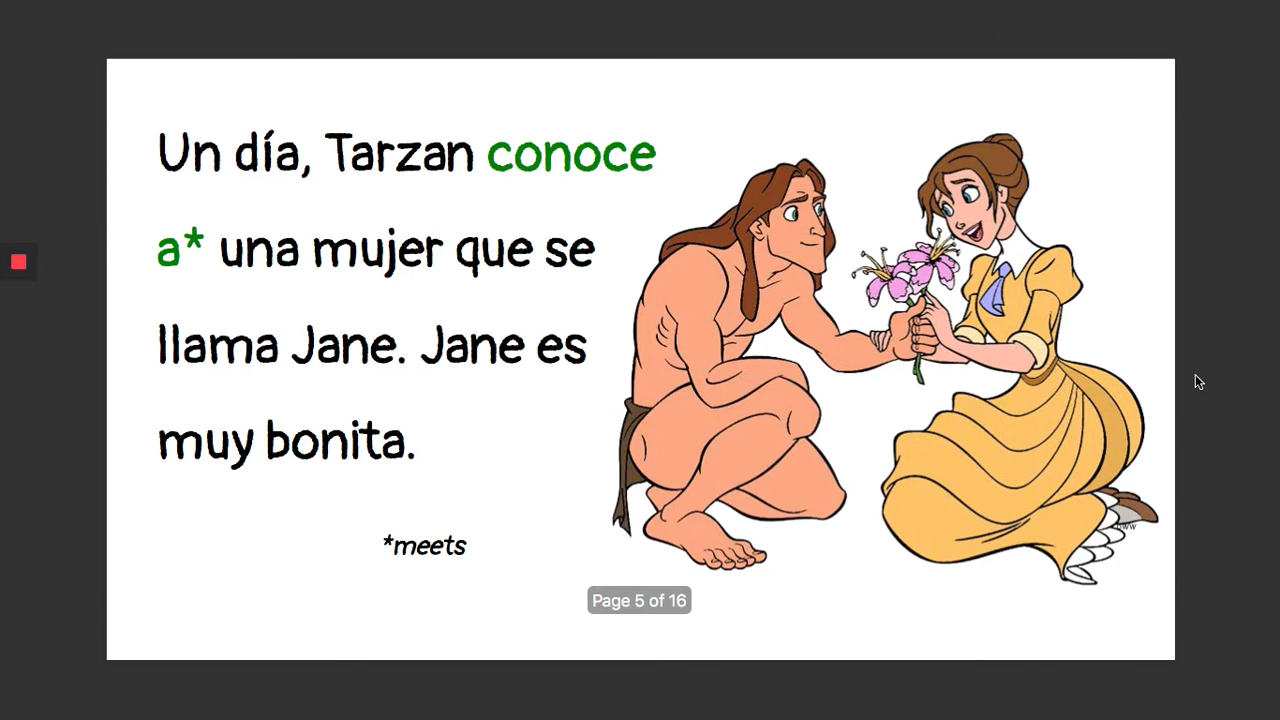 Un día, Tarzan conoce
a* una mujer que se
llama Jane. Jane es
muy bonita.
*meets
Page 5 of 16